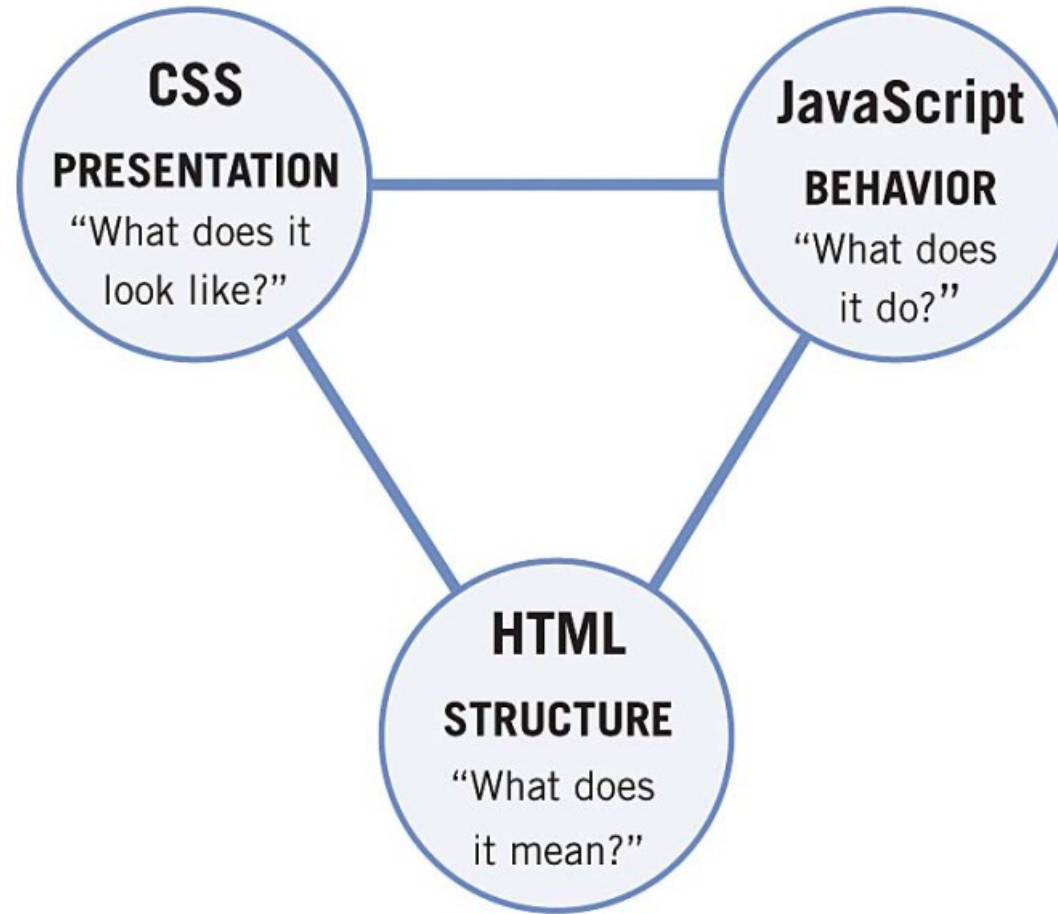 CSS
PRESENTATION
“What does it
look like?”
JavaScript
BEHAVIOR
“What does
it do?”
HTML
STRUCTURE
“What does
it mean?”